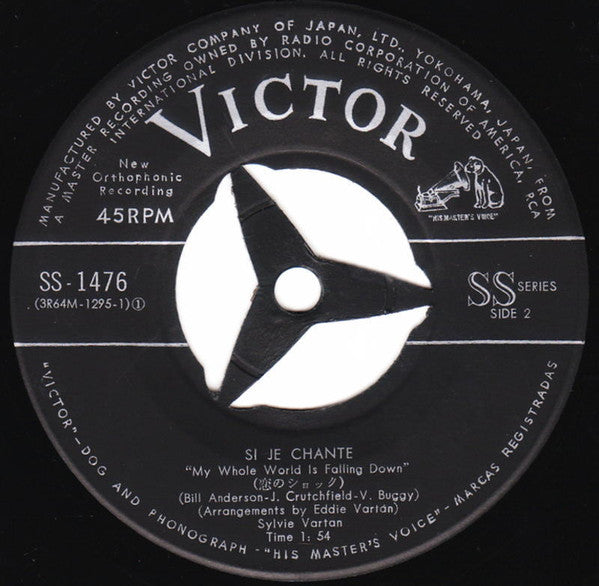 MANUFACTURED BY VICTOR COMPANY OF JAPAN, LTD., YOKOHAMA, JAPAN, FROM
A MASTER RECORDING OWNED BY RADIO CORPORATION OF AMERICA, RCA
INTERNATIONAL DIVISION. ALL RIGHTS RESERVED
VICTOR
New
Orthophonic
Recording
45RPM
"HIS MASTER'S VOICE"
SS-1476
(3R64M-1295-1)①
SS SERIES
SIDE 2
SI JE CHANTE
"My Whole World Is Falling Down"
(恋のショック)
(Bill Anderson-J. Crutchfield-V. Buggy)
(Arrangements by Eddie Vartan)
Sylvie Vartan
Time 1: 54
"VICTOR"-DOG AND PHONOGRAPH-"HIS MASTER'S VOICE"-MARCAS REGISTRADAS